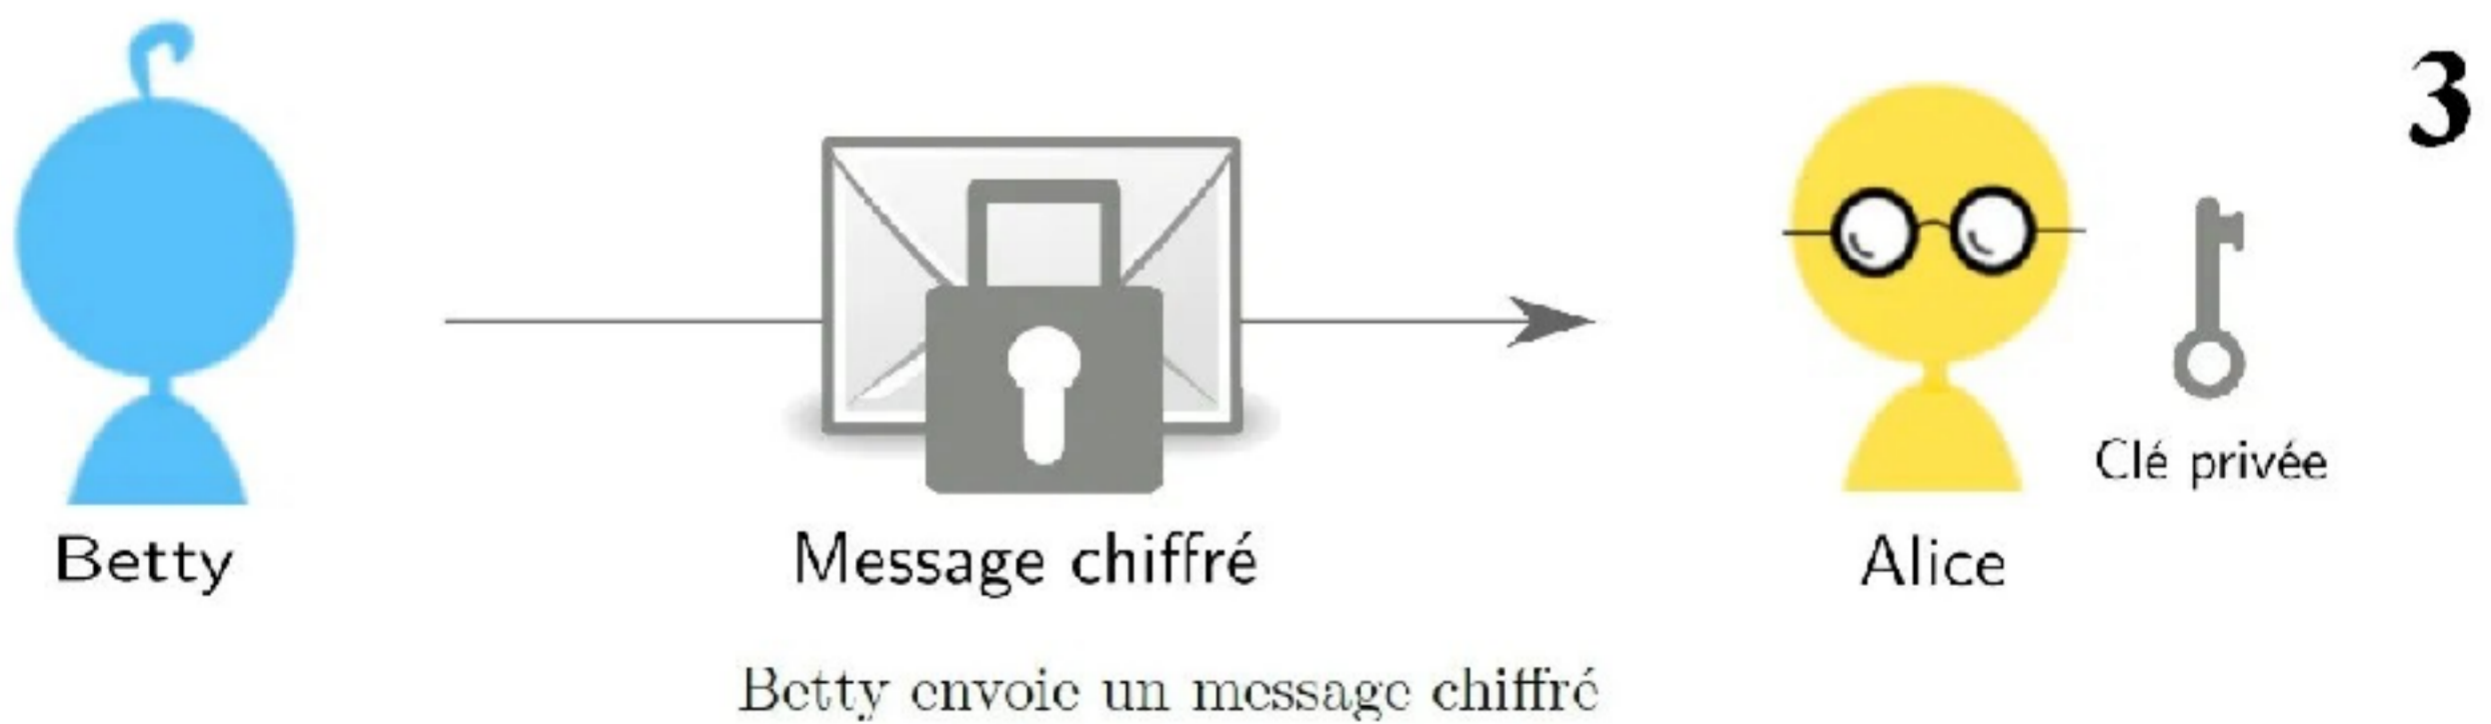 3
Clé privée
Betty
Message chiffré
Alice
Betty envoie un message chiffré